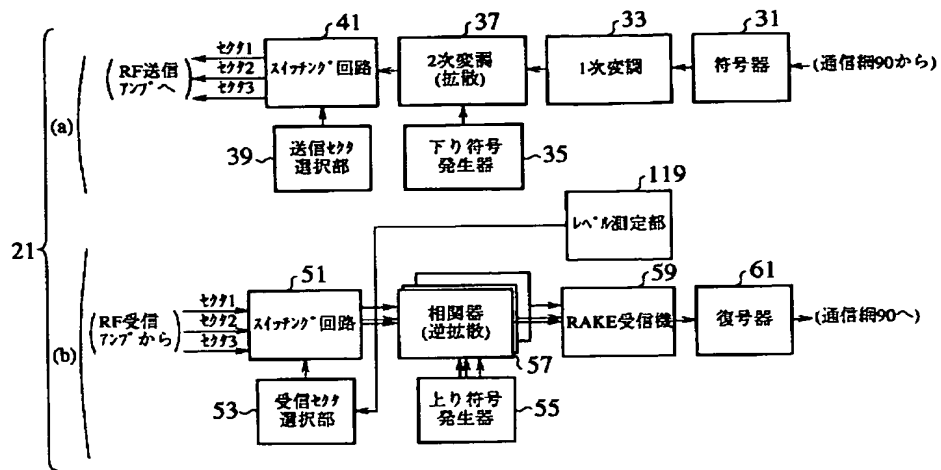 41
37
33
31
RF送信
アンプへ
セクタ1
セクタ2
セクタ3
スイッチング回路
2次変調
(拡散)
1次変調
符号器
(通信網90から)
(a)
39
送信セクタ
選択部
下り符号
発生器
35
119
レベル測定部
21
51
59
61
RF受信
アンプから
セクタ1
セクタ2
セクタ3
スイッチング回路
相関器
(逆拡散)
57
RAKE受信機
復号器
(通信網90へ)
(b)
53
受信セクタ
選択部
上り符号
発生器
55